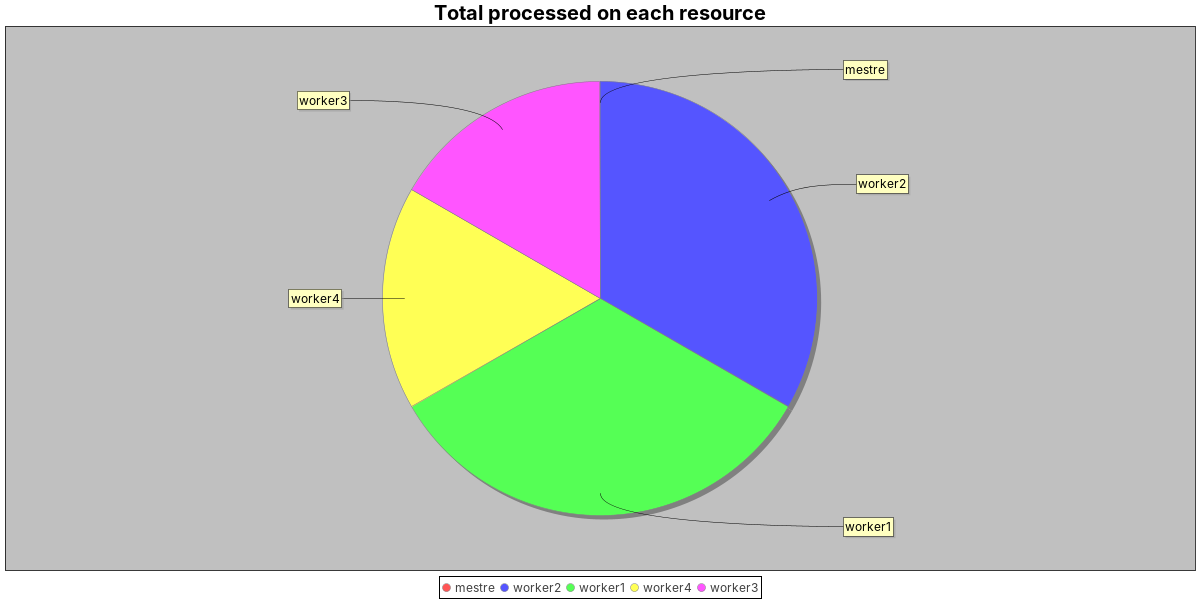 Total processed on each resource
mestre
worker3
worker2
worker4
worker1
mestre worker2 worker1 worker4 worker3